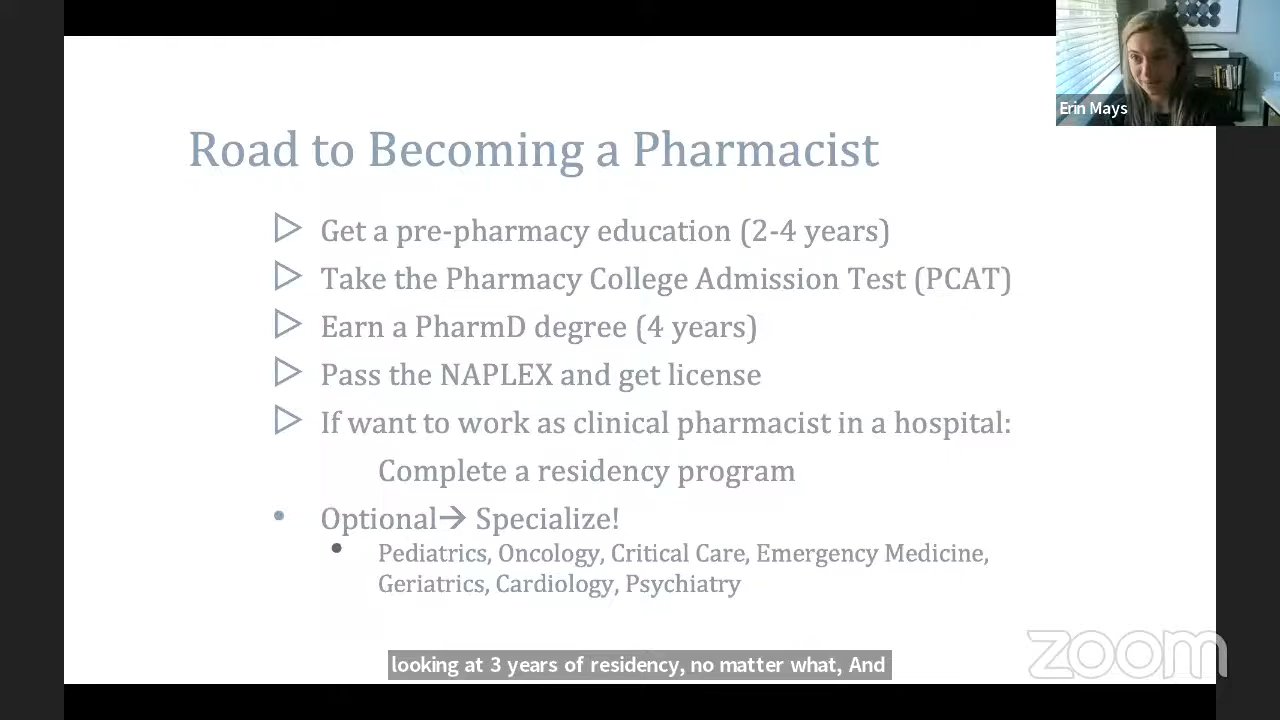 Erin Mays
Road to Becoming a Pharmacist
Get a pre-pharmacy education (2-4 years)
Take the Pharmacy College Admission Test (PCAT)
Earn a PharmD degree (4 years)
Pass the NAPLEX and get license
If want to work as clinical pharmacist in a hospital:
Complete a residency program
Optional→ Specialize!
Pediatrics, Oncology, Critical Care, Emergency Medicine,
Geriatrics, Cardiology, Psychiatry
looking at 3 years of residency, no matter what, And
zoom